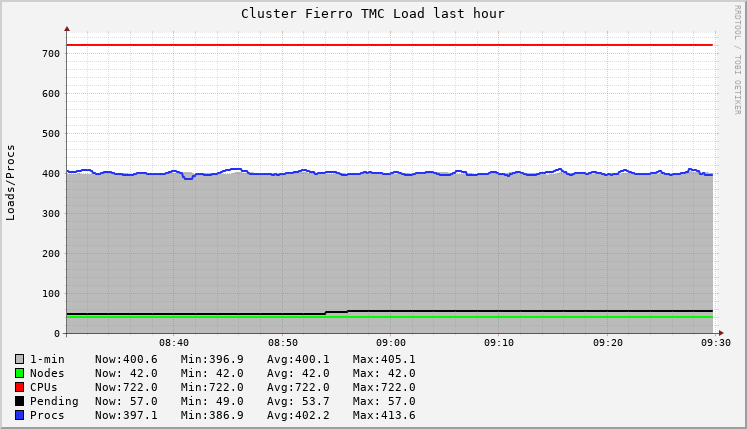 Cluster Fierro TMC Load last hour
RRDTOOL / TOBI OETIKER
Loads/Procs
700
600
500
400
300
200
100
0
08:40 08:50 09:00 09:10 09:20 09:30
1-min Now:400.6 Min:396.9 Avg:400.1 Max:405.1
Nodes Now: 42.0 Min: 42.0 Avg: 42.0 Max: 42.0
CPUs Now:722.0 Min:722.0 Avg:722.0 Max:722.0
Pending Now: 57.0 Min: 49.0 Avg: 53.7 Max: 57.0
Procs Now:397.1 Min:386.9 Avg:402.2 Max:413.6